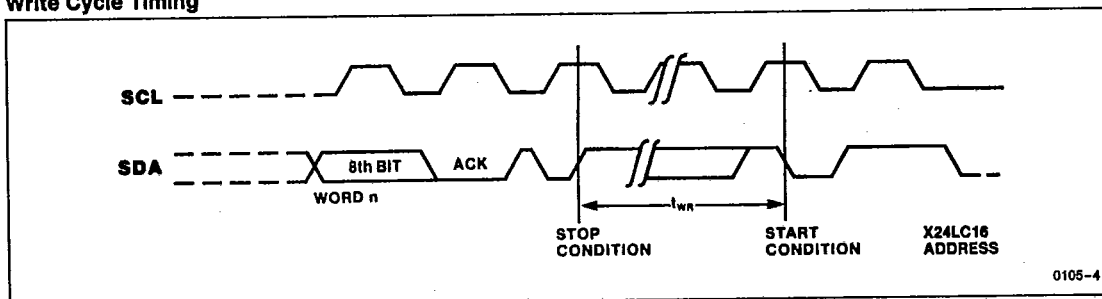 Write Cycle Timing
SCL
SDA
8th BIT
ACK
WORD n
tWR
STOP
CONDITION
START
CONDITION
X24LC16
ADDRESS
0105-4